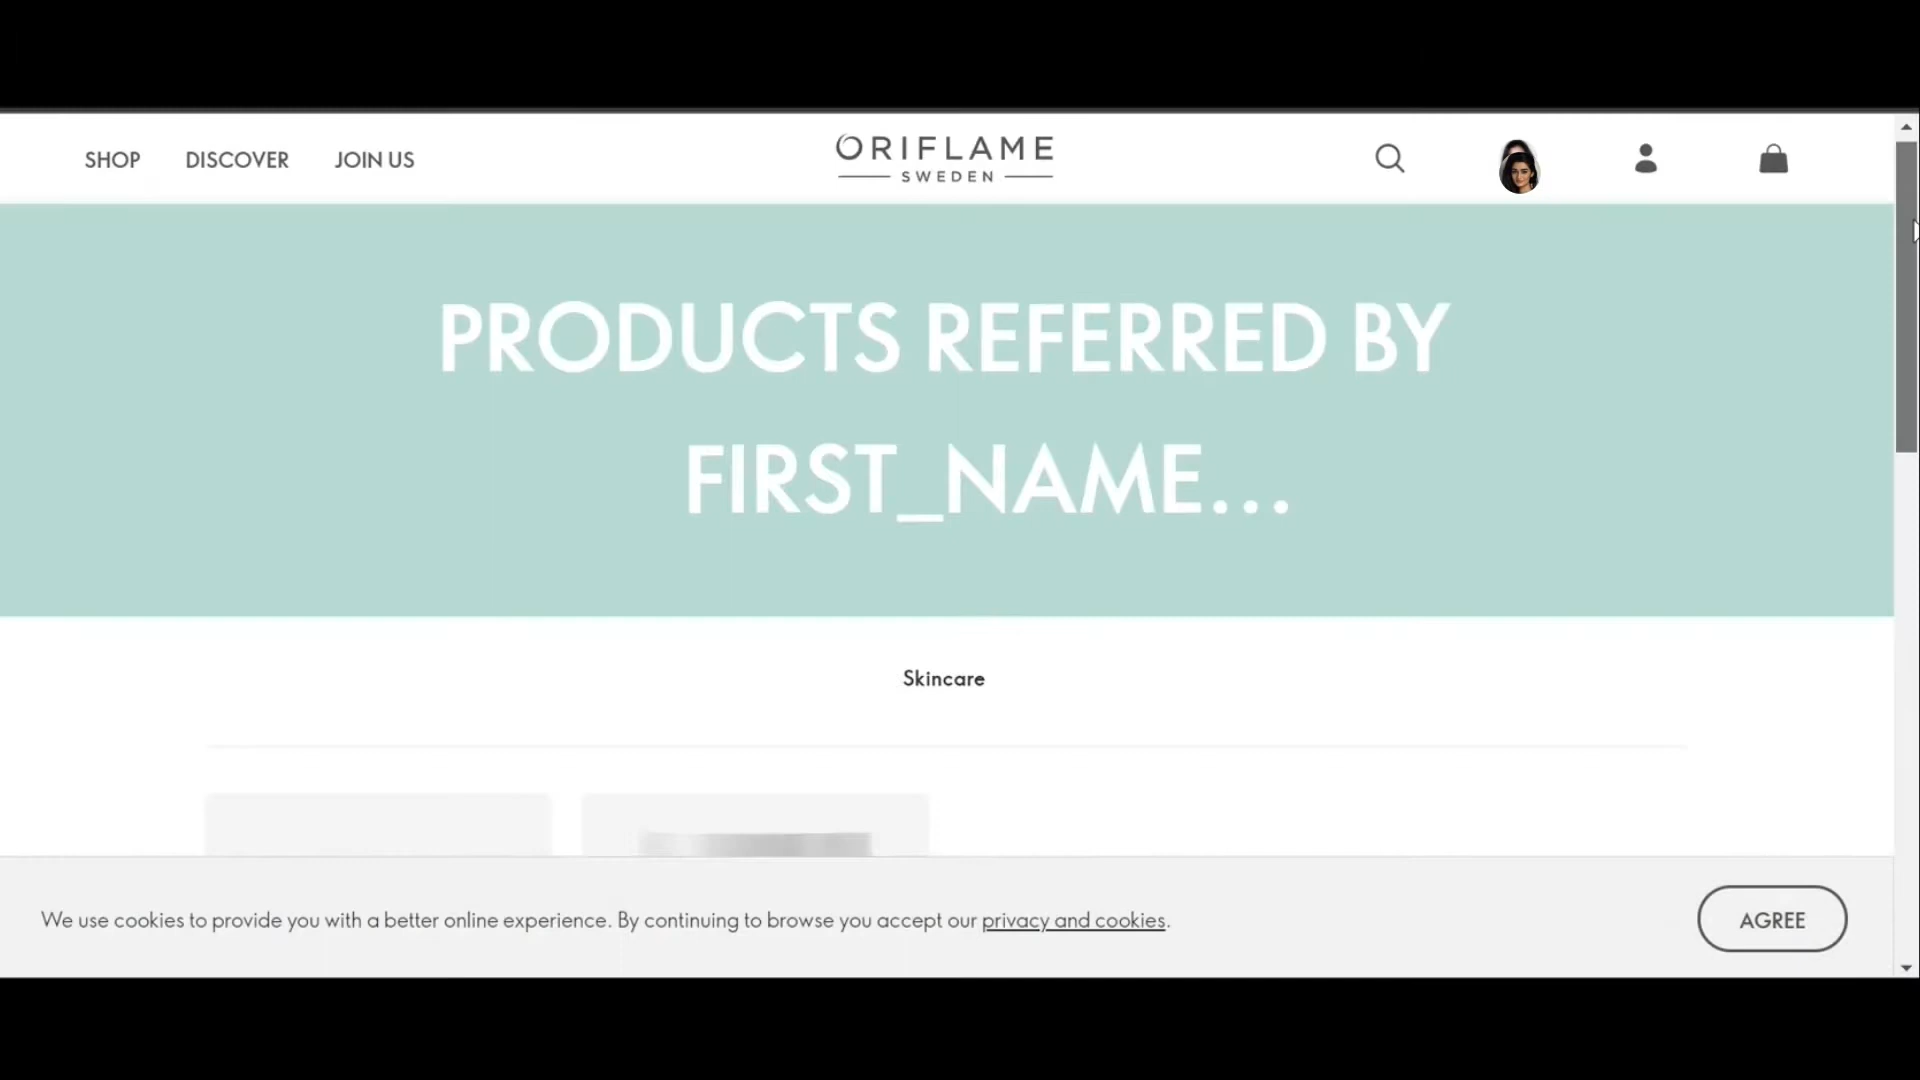 SHOP DISCOVER JOIN US
ORIFLAME
SWEDEN
PRODUCTS REFERRED BY
FIRST_NAME...
Skincare
We use cookies to provide you with a better online experience. By continuing to browse you accept our privacy and cookies.
AGREE